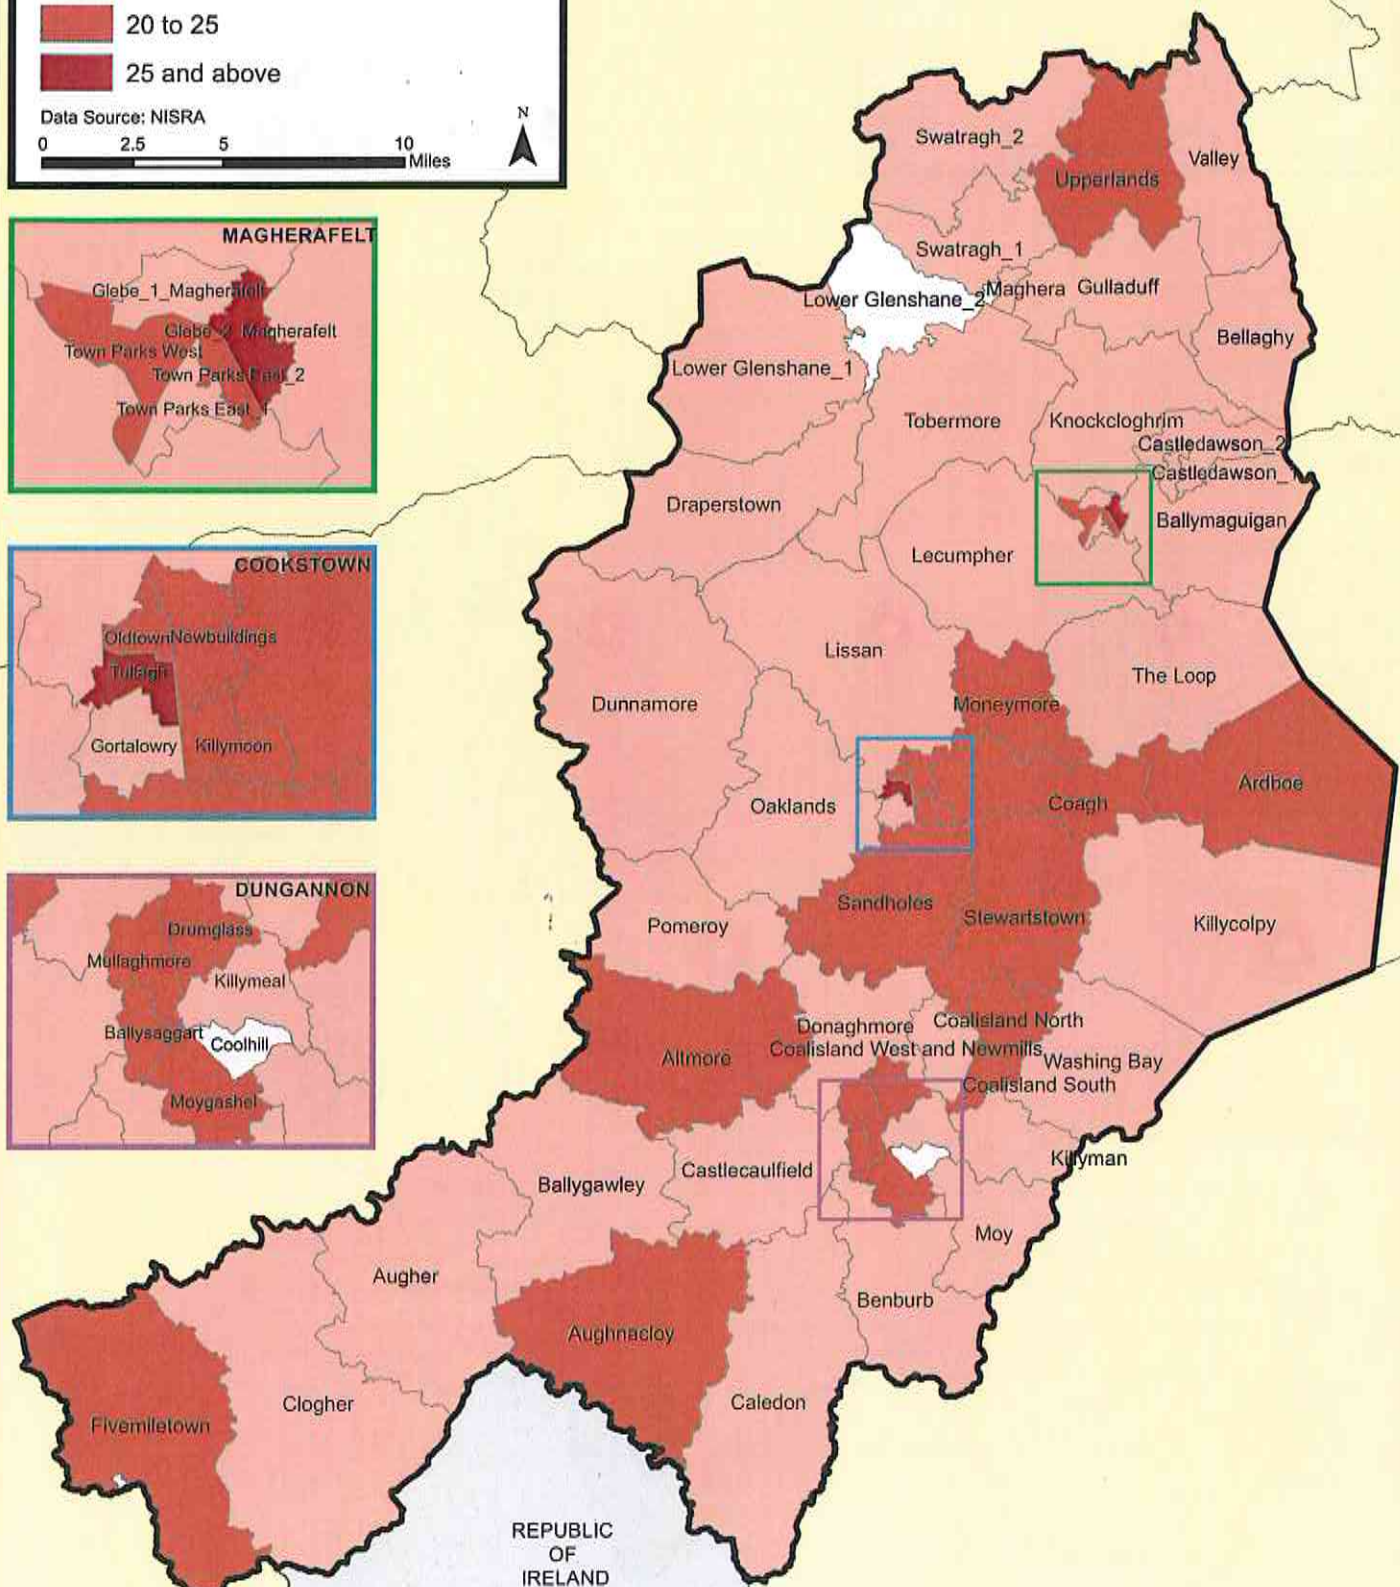 20 to 25
25 and above
Data Source: NISRA
N
0 2.5 5 10
Miles
MAGHERAFELT
Glebe_1_Magherafelt
Glebe_2_Magherafelt
Town Parks West
Town Parks East_2
Town Parks East_1
COOKSTOWN
Oldtown
Newbuildings
Tullagh
Gortalowry
Killymoon
DUNGANNON
Drumglass
Mullaghmore
Killymeal
Ballysaggart
Coolhill
Moygashel
Swatragh_2
Valley
Upperlands
Swatragh_1
Maghera
Gulladuff
Lower Glenshane_2
Bellaghy
Lower Glenshane_1
Tobermore
Knockcloghrim
Castledawson_2
Castledawson_1
Draperstown
Ballymaguigan
Lecumpher
Lissan
The Loop
Dunnamore
Moneymore
Ardboe
Oaklands
Coagh
Sandholes
Stewartstown
Pomeroy
Killycolpy
Donaghmore
Coalisland North
Coalisland West and Newmills
Altmore
Washing Bay
Coalisland South
Killyman
Castlecaulfield
Ballygawley
Moy
Augher
Benburb
Aughnacloy
Clogher
Caledon
Fivemiletown
REPUBLIC
OF
IRELAND